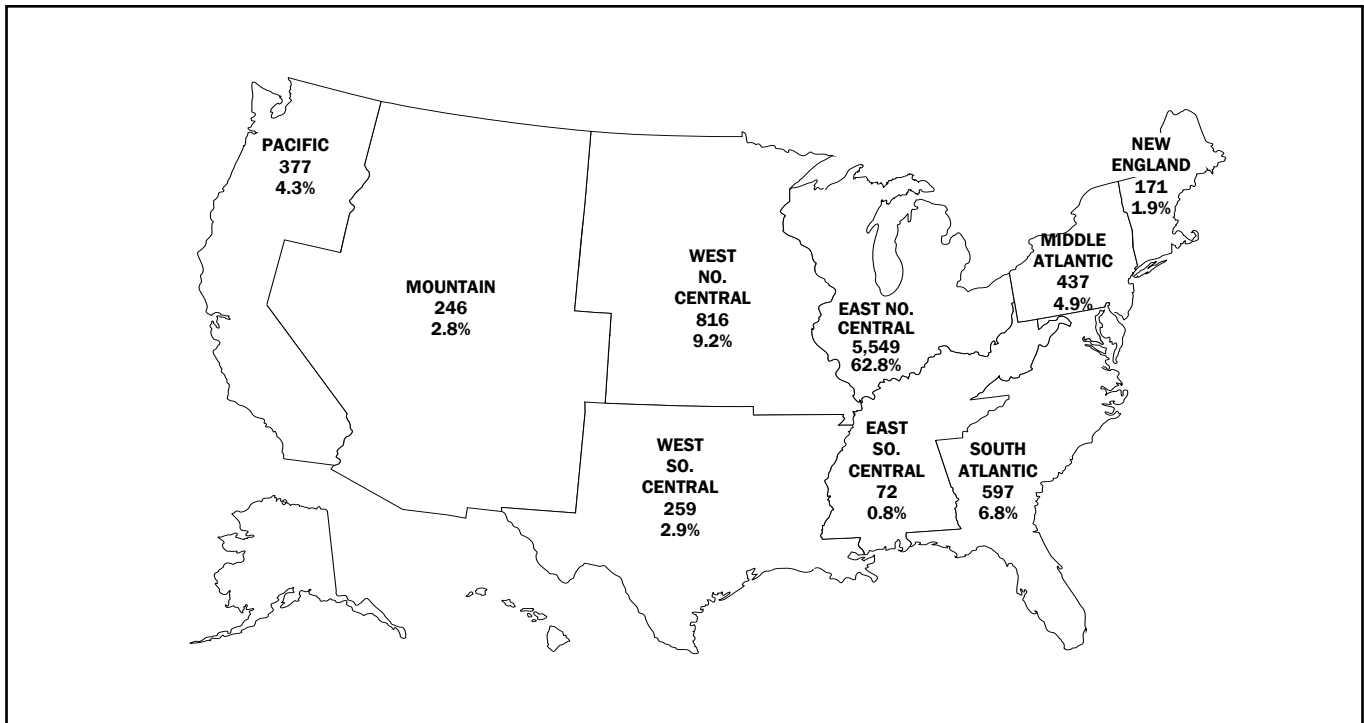 PACIFIC
377
4.3%
MOUNTAIN
246
2.8%
WEST
NO.
CENTRAL
816
9.2%
EAST NO.
CENTRAL
5,549
62.8%
NEW
ENGLAND
171
1.9%
MIDDLE
ATLANTIC
437
4.9%
WEST
SO.
CENTRAL
259
2.9%
EAST
SO.
CENTRAL
72
0.8%
SOUTH
ATLANTIC
597
6.8%